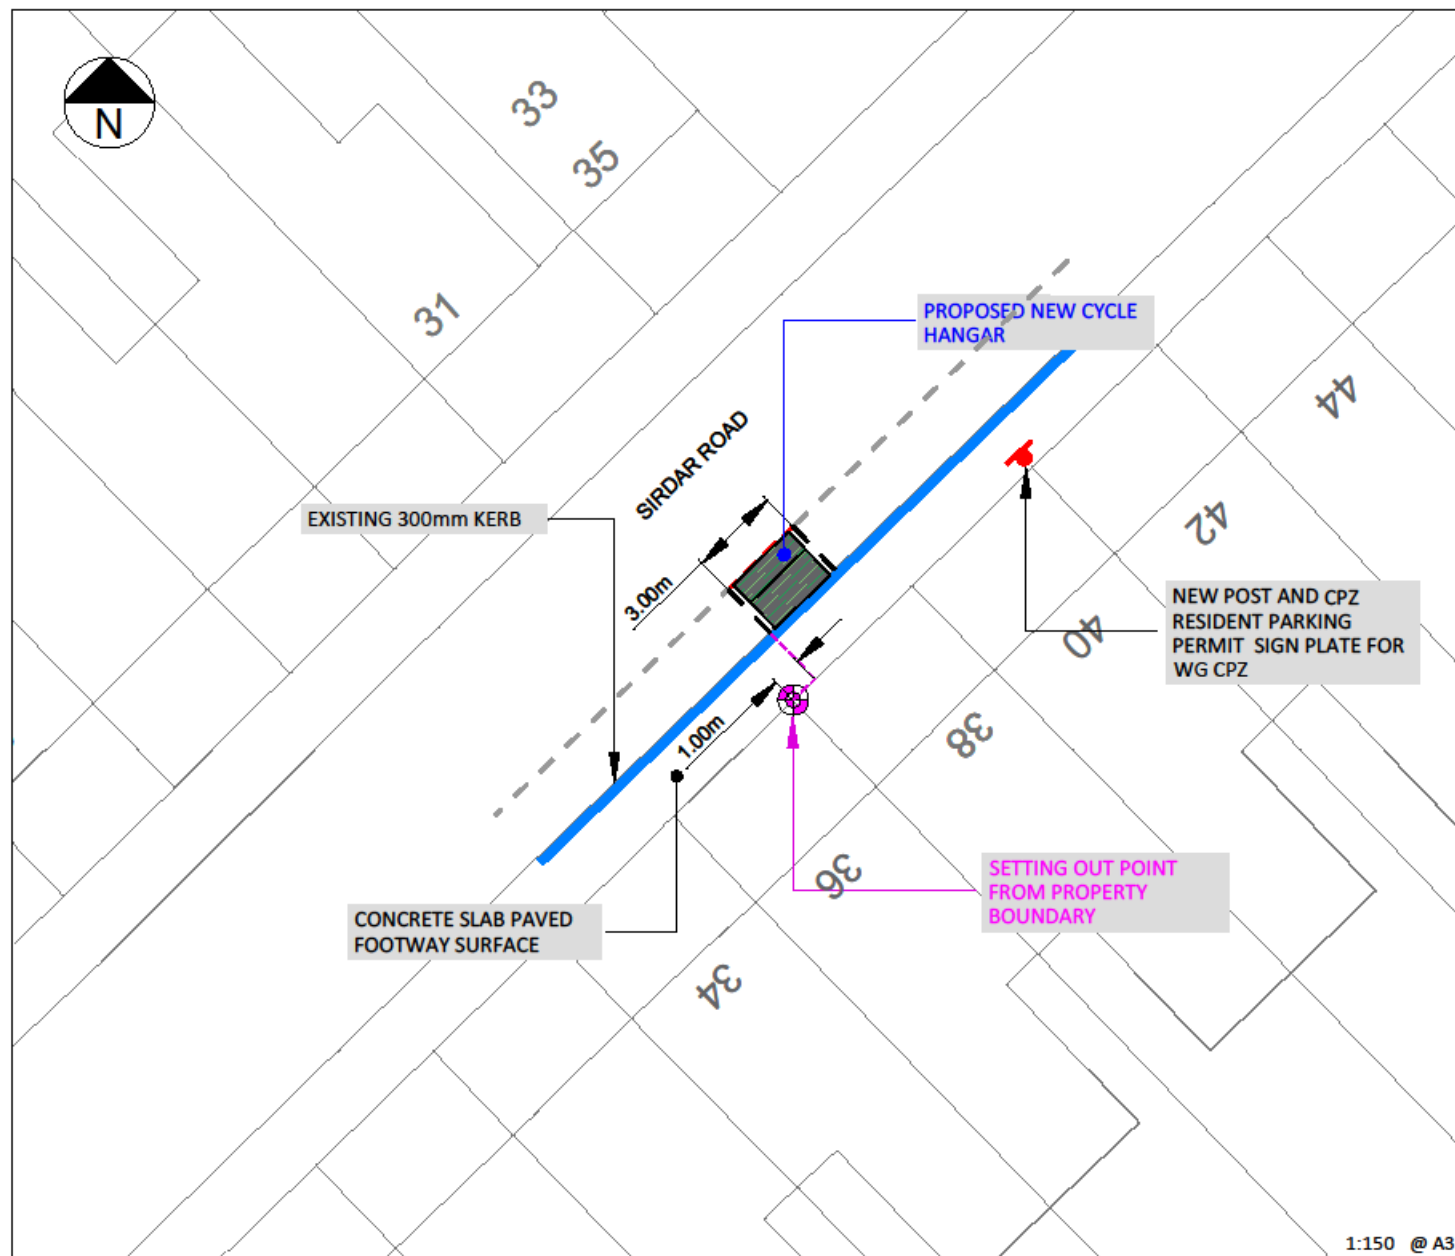 N
33
35
31
PROPOSED NEW CYCLE
HANGAR
44
SIRDAR ROAD
EXISTING 300mm KERB
42
3.00m
NEW POST AND CPZ
RESIDENT PARKING
PERMIT SIGN PLATE FOR
WG CPZ
40
38
1.00m
36
SETTING OUT POINT
FROM PROPERTY
BOUNDARY
CONCRETE SLAB PAVED
FOOTWAY SURFACE
34
1:150 @ A3